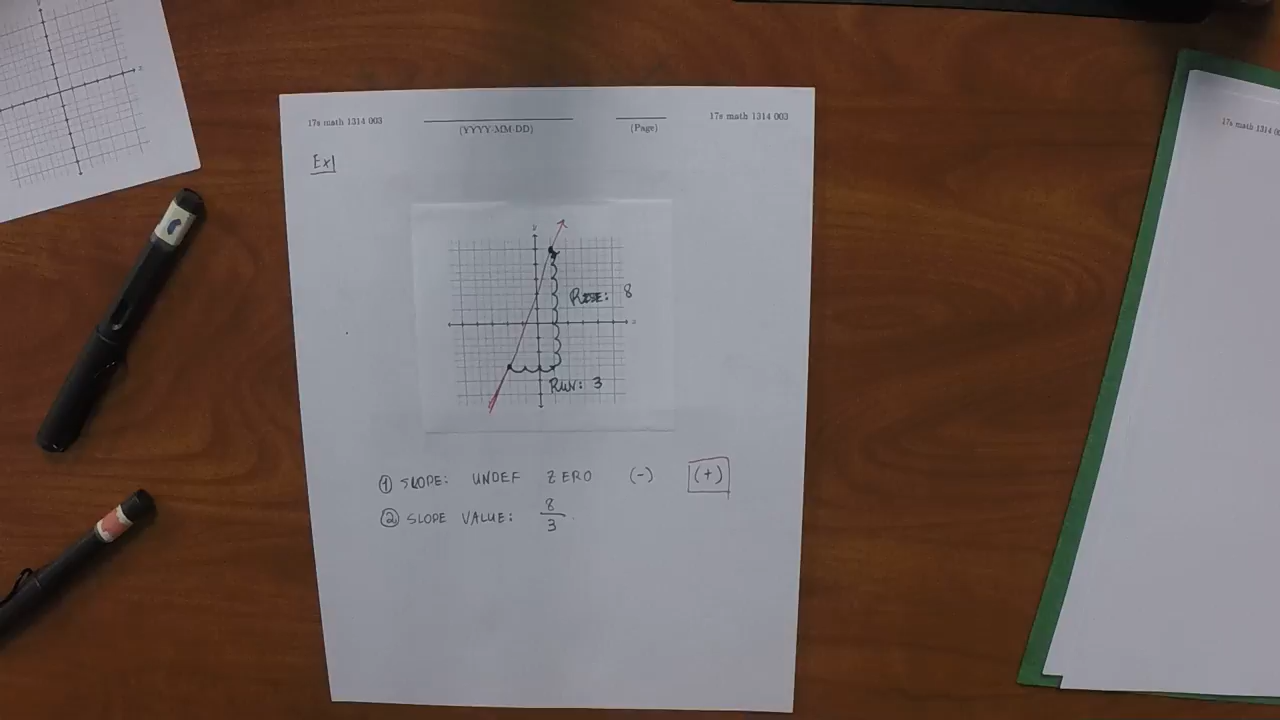 17s math 1314 003
(YYYY-MM-DD)
(Page)
17s math 1314 003
Ex1
y
x
RISE: 8
RUN: 3
① SLOPE: UNDEF ZERO (-) (+)
② SLOPE VALUE: 8
3
17s math 1314 00